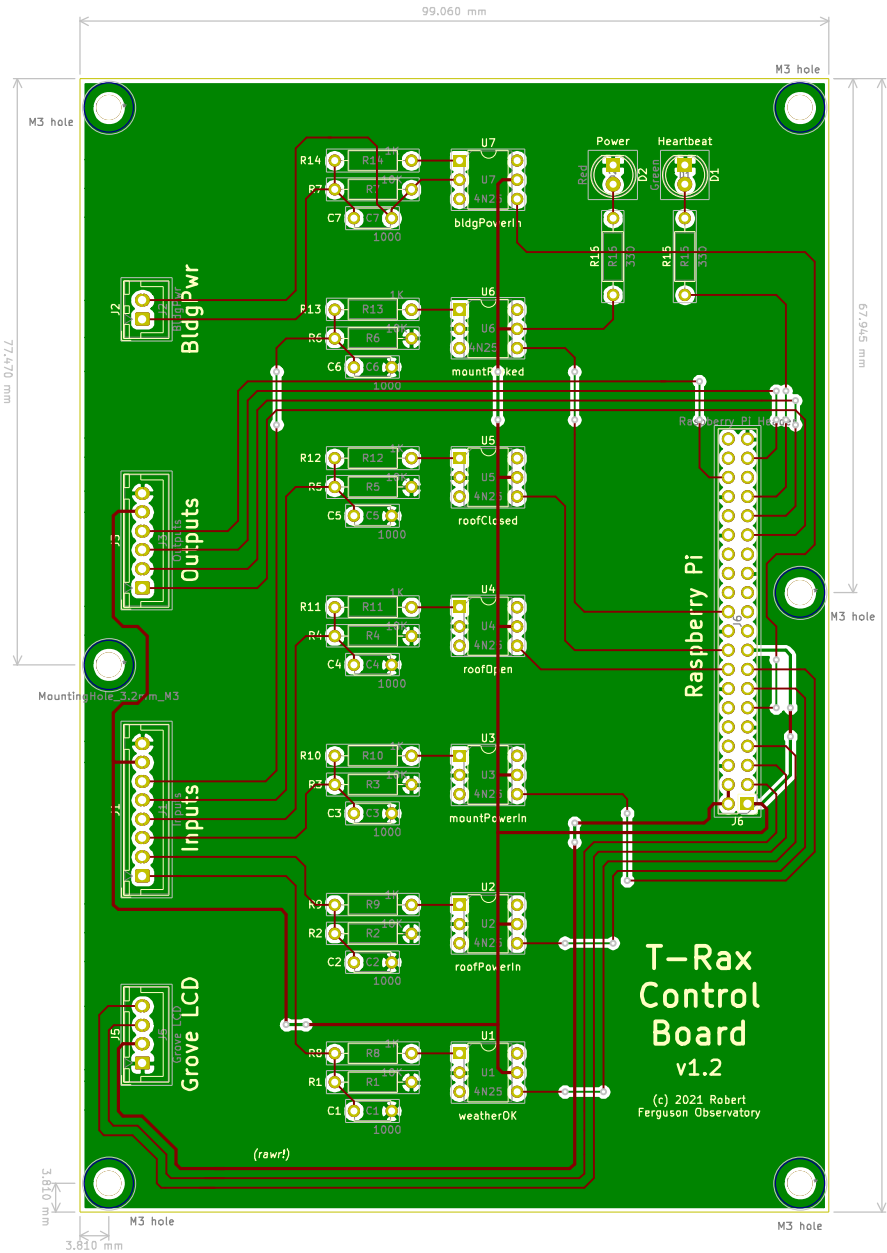 99.060 mm
M3 hole
M3 hole
Power
Heartbeat
U7
R14
R14
1K
U7
4N25
R7
R7
10K
C7
C7
1000
bldgPowerIn
Red
D2
Green
D1
R16
330
R15
R15
330
J2
BldgPwr
BldgPwr
U6
R13
R13
1K
U6
4N25
R6
R6
10K
C6
C6
1000
77.470 mm
67.945 mm
Raspberry Pi Header
U5
R12
R12
1K
U5
4N25
R5
R5
10K
C5
C5
1000
roofClosed
J3
J3
Outputs
Outputs
U4
R11
R11
1K
U4
4N25
R4
R4
C4
C4
1000
roofOpen
Raspberry Pi
J6
M3 hole
MountingHole_3.2mm_M3
U3
R10
R10
1K
U3
4N25
R3
R3
10K
C3
C3
1000
mountPowerIn
J1
J1
Inputs
Inputs
J6
U2
R9
R9
1K
U2
4N25
R2
R2
10K
C2
C2
1000
roofPowerIn
T-Rax
Control
Board
v1.2
(c) 2021 Robert
Ferguson Observatory
J5
J5
Grove LCD
Grove LCD
U1
R8
R8
1K
U1
4N25
R1
R1
10K
C1
C1
1000
weatherOK
(rawr!)
3.810 mm
M3 hole
M3 hole
3.810 mm